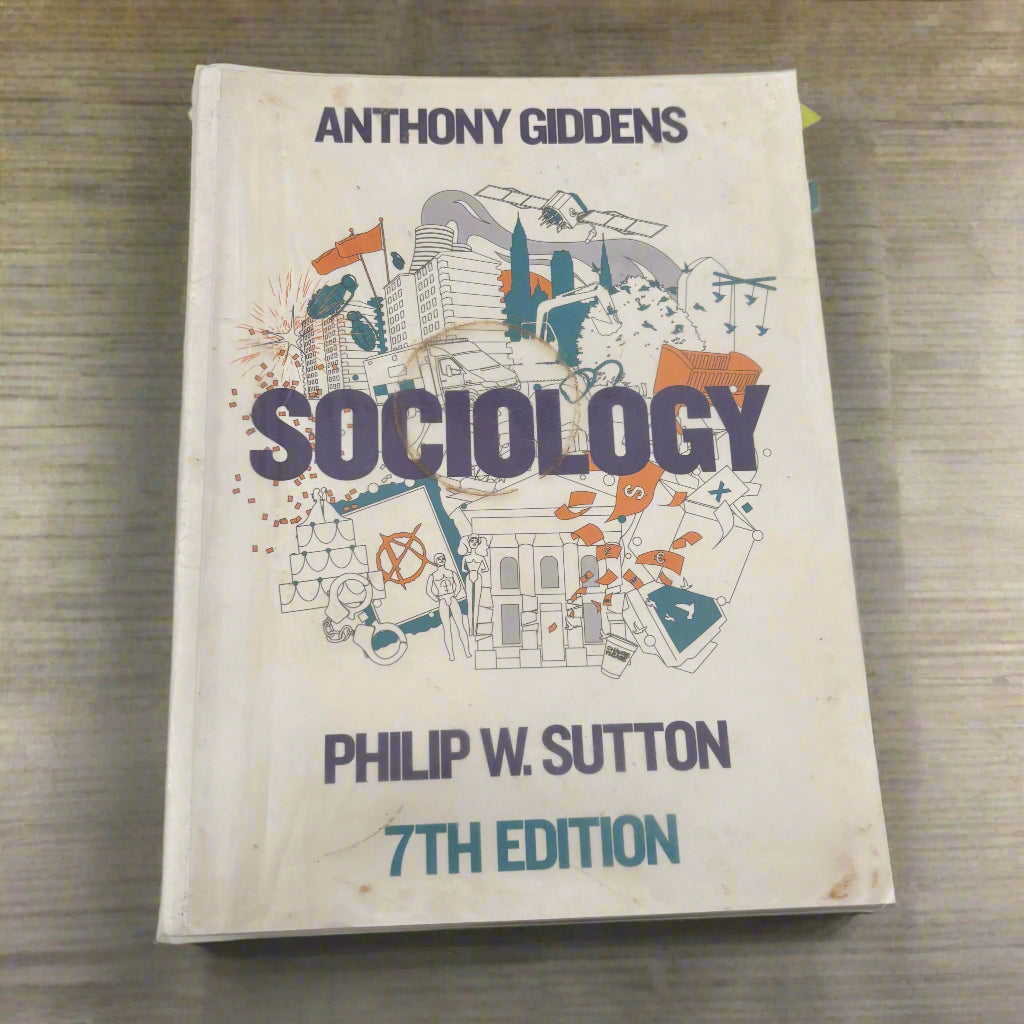 ANTHONY GIDDENS
SOCIOLOGY
PHILIP W. SUTTON
7TH EDITION